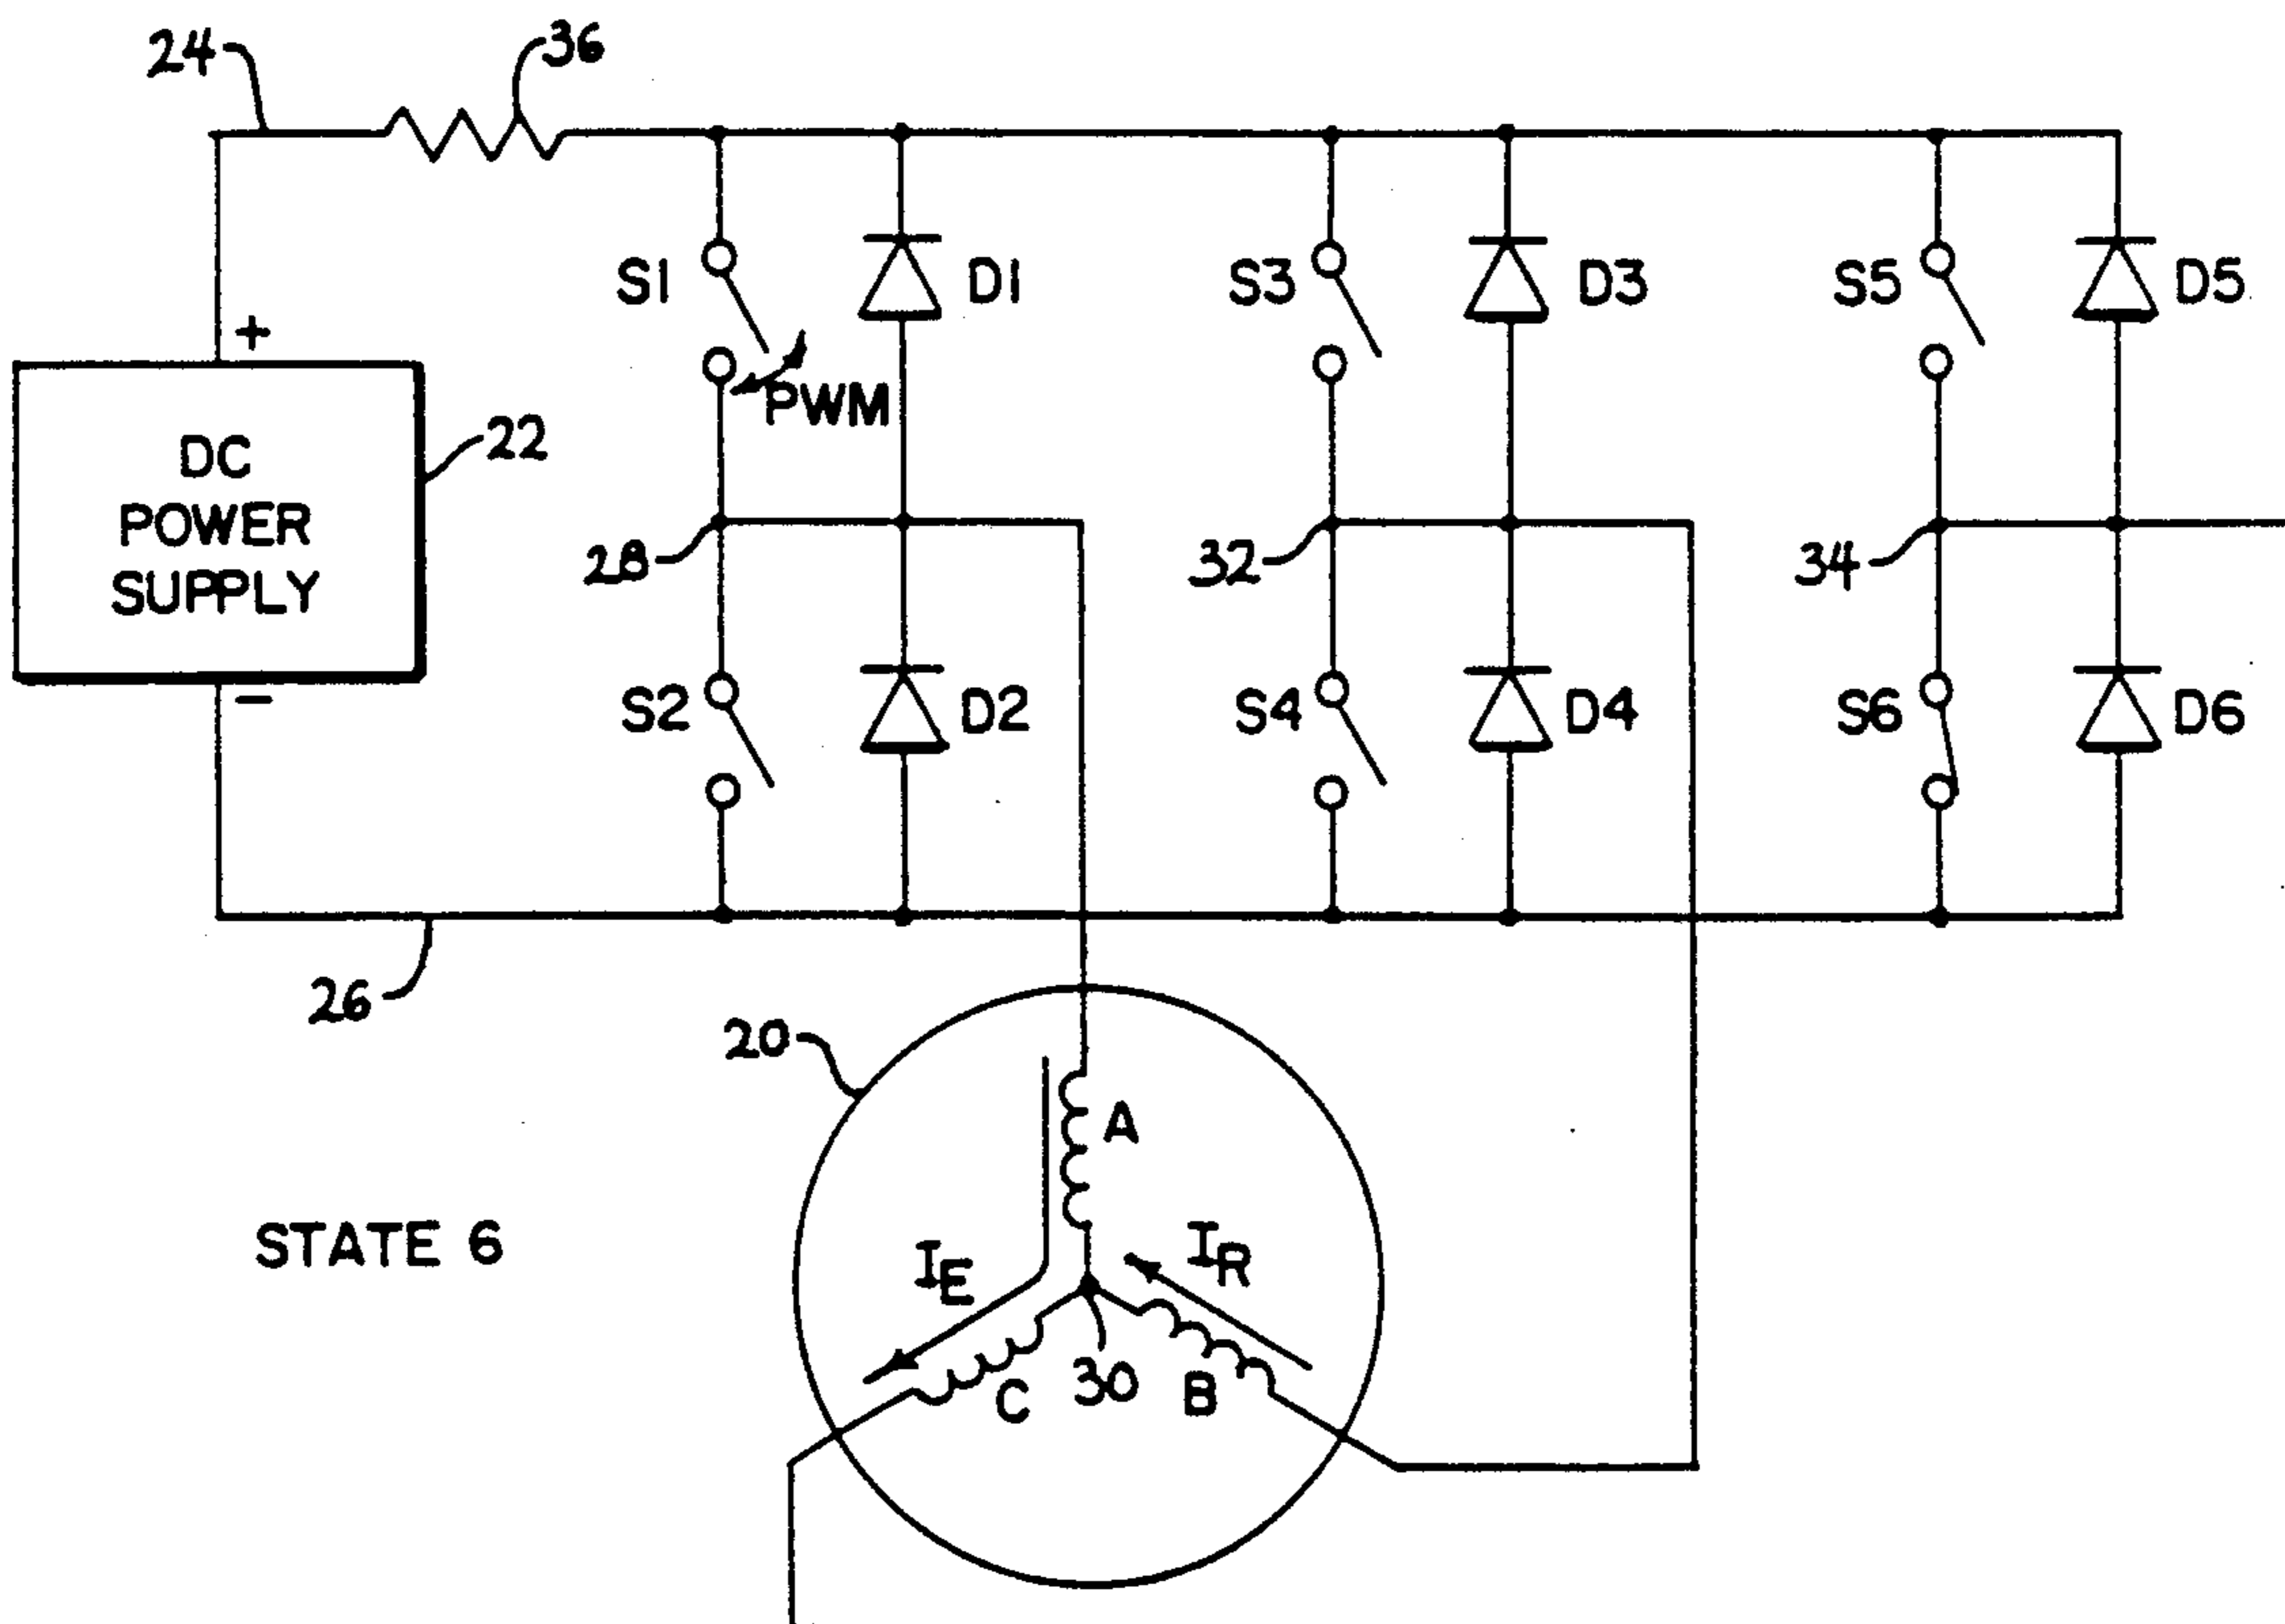 24
36
S1
D1
S3
D3
S5
D5
+
PWM
DC
POWER
SUPPLY
22
28
32
34
−
S2
D2
S4
D4
S6
D6
26
20
A
STATE 6
IE
IR
C
30
B